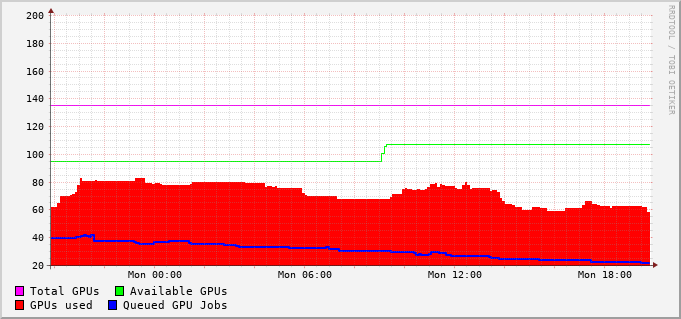 RRDTOOL / TOBI OETIKER
200
180
160
140
120
100
80
60
40
20
Mon 00:00 Mon 06:00 Mon 12:00 Mon 18:00
Total GPUs Available GPUs
GPUs used Queued GPU Jobs